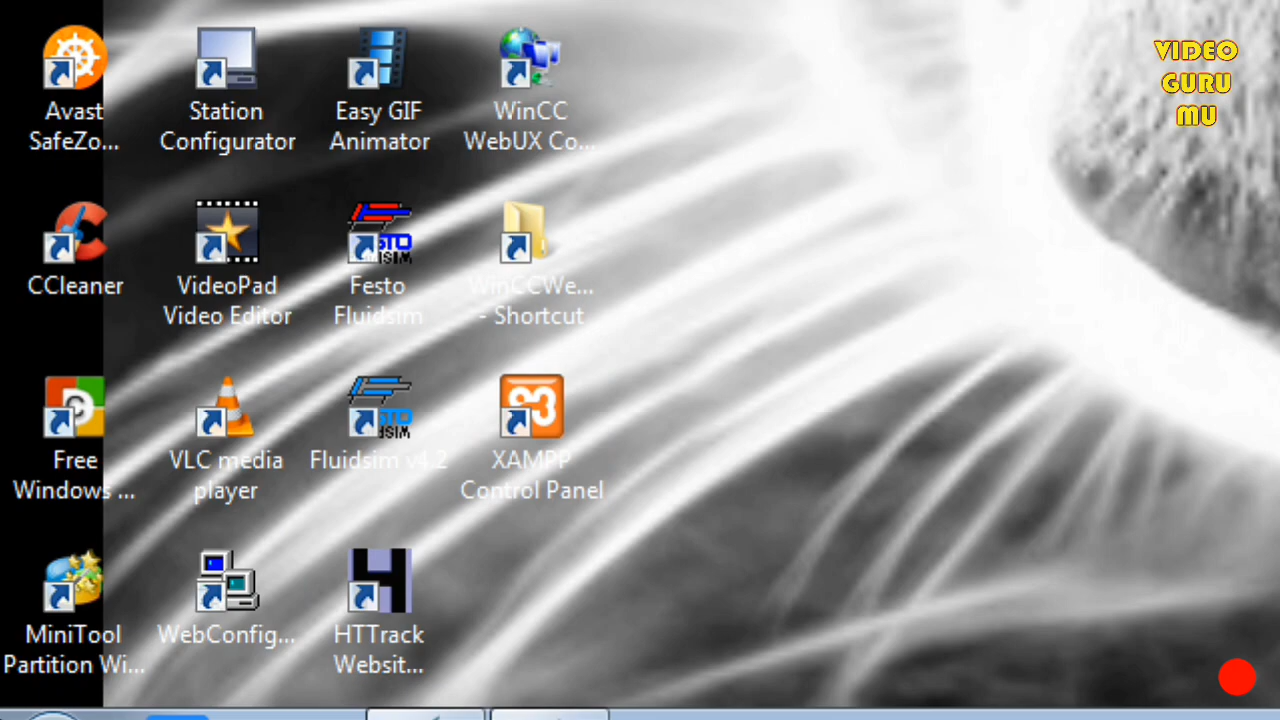 Avast
SafeZo...
Station
Configurator
Easy GIF
Animator
WinCC
WebUX Co...
VIDEO
GURU
MU
CCleaner
VideoPad
Video Editor
Festo
Fluidsim
WinCCWe...
- Shortcut
Free
Windows ...
VLC media
player
Fluidsim v4.2
XAMPP
Control Panel
MiniTool
Partition Wi...
WebConfig...
HTTrack
Websit...